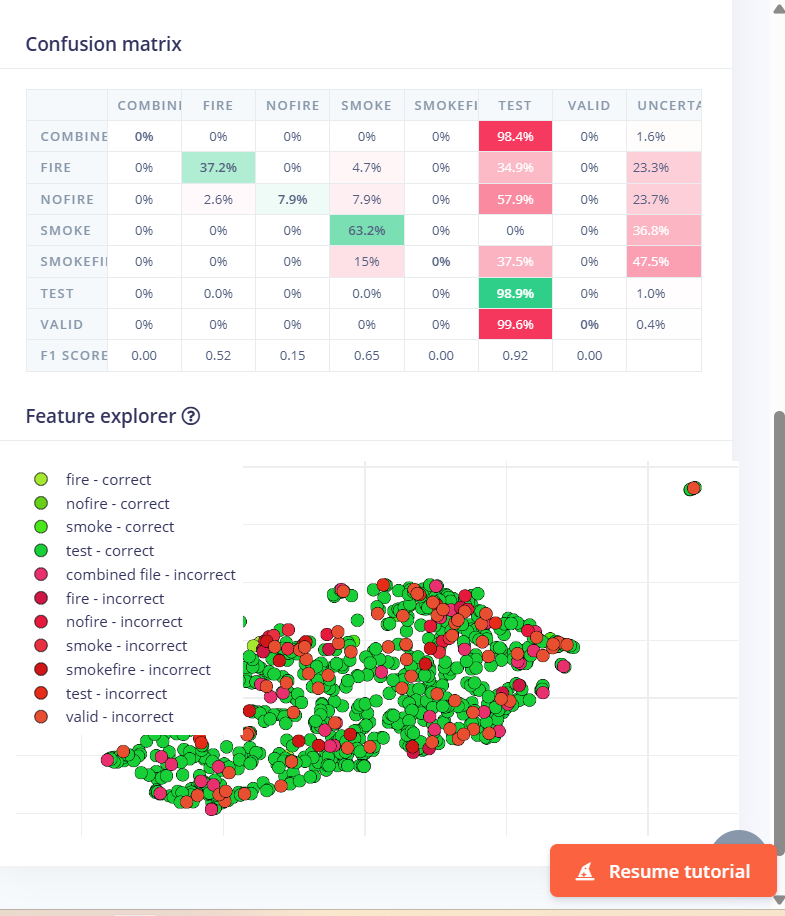 Confusion matrix
COMBINI FIRE NOFIRE SMOKE SMOKEFI TEST VALID UNCERTA
COMBINE 0% 0% 0% 0% 0% 98.4% 0% 1.6%
FIRE 0% 37.2% 0% 4.7% 0% 34.9% 0% 23.3%
NOFIRE 0% 2.6% 7.9% 7.9% 0% 57.9% 0% 23.7%
SMOKE 0% 0% 0% 63.2% 0% 0% 0% 36.8%
SMOKEFI 0% 0% 0% 15% 0% 37.5% 0% 47.5%
TEST 0% 0.0% 0% 0.0% 0% 98.9% 0% 1.0%
VALID 0% 0% 0% 0% 0% 99.6% 0% 0.4%
F1 SCORE 0.00 0.52 0.15 0.65 0.00 0.92 0.00
Feature explorer ?
fire - correct
nofire - correct
smoke - correct
test - correct
combined file - incorrect
fire - incorrect
nofire - incorrect
smoke - incorrect
smokefire - incorrect
test - incorrect
valid - incorrect
Resume tutorial